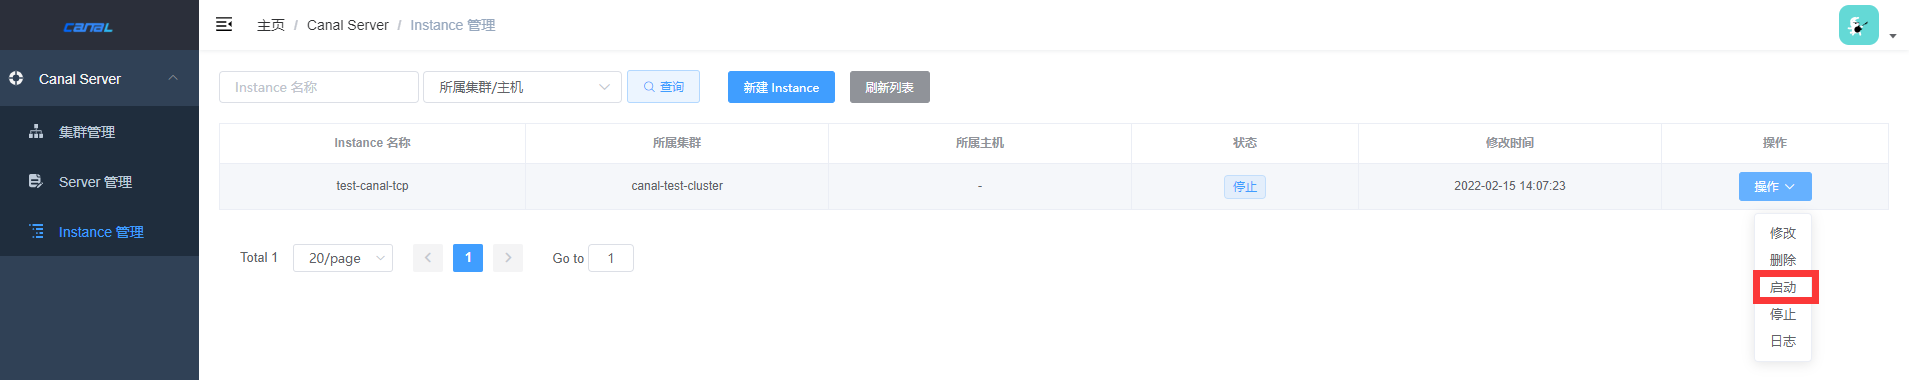 canal
主页 / Canal Server / Instance 管理
Canal Server
集群管理
Server 管理
Instance 管理
Instance 名称 所属集群/主机 查询 新建 Instance 刷新列表
Instance 名称 所属集群 所属主机 状态 修改时间 操作
test-canal-tcp canal-test-cluster - 停止 2022-02-15 14:07:23 操作
修改
删除
启动
停止
日志
Total 1 20/page 1 Go to 1